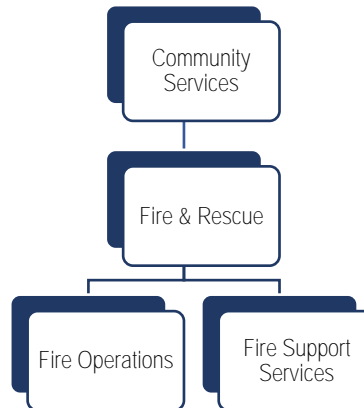 Community
Services
Fire & Rescue
Fire Operations
Fire Support
Services